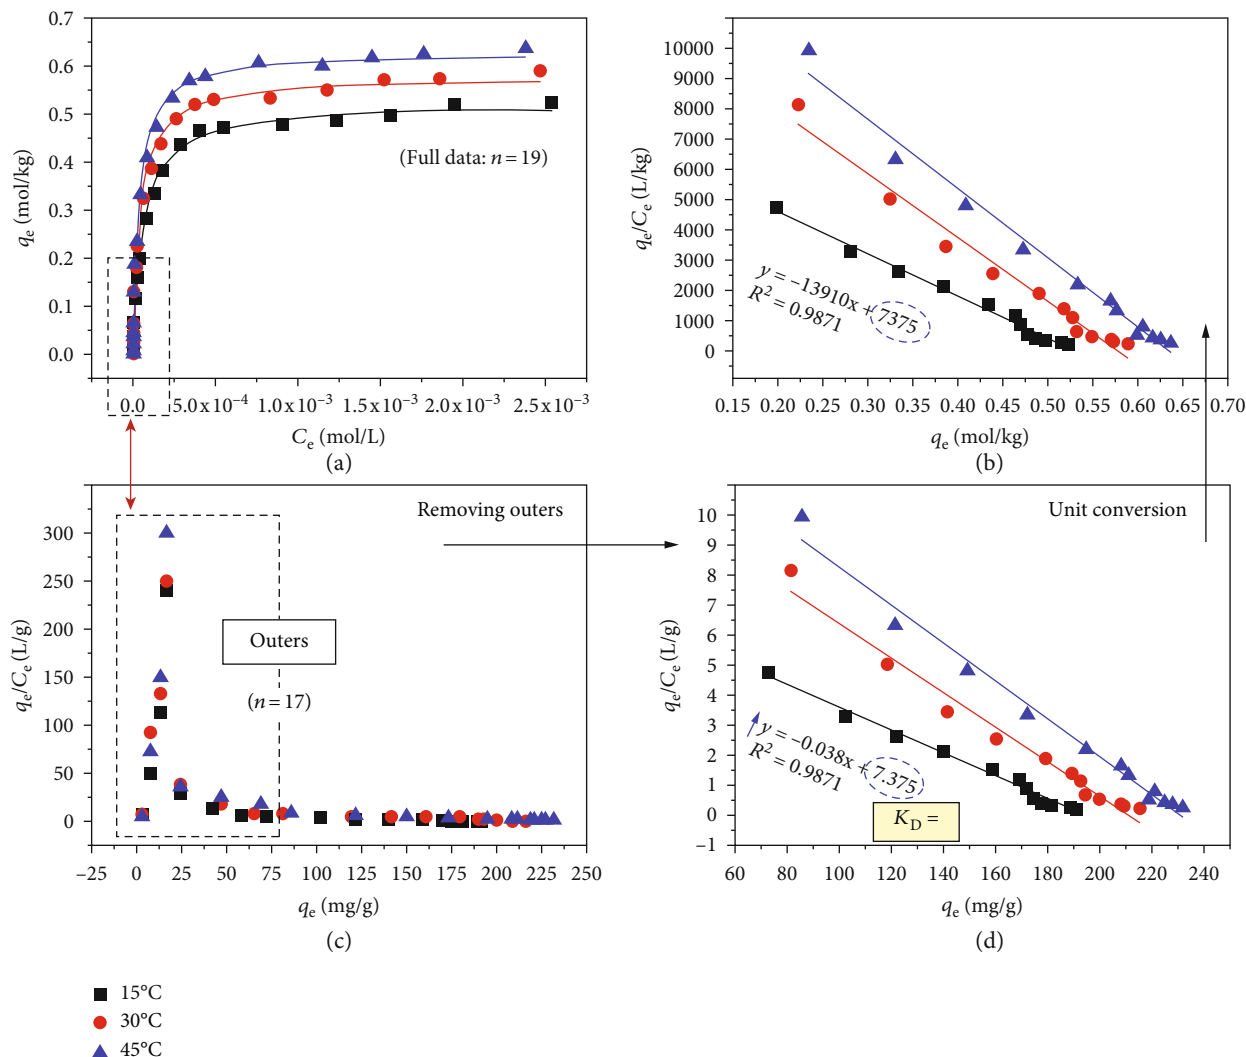 0.7
0.6
0.5
0.4
0.3
0.2
0.1
0.0
qe (mol/kg)
(Full data: n = 19)
0.0 5.0x10⁻⁴ 1.0x10⁻³ 1.5x10⁻³ 2.0x10⁻³ 2.5x10⁻³
Ce (mol/L)
(a)
10000
9000
8000
7000
6000
5000
4000
3000
2000
1000
0
qe/Ce (L/kg)
y = –13910x + 7375
R² = 0.9871
0.15 0.20 0.25 0.30 0.35 0.40 0.45 0.50 0.55 0.60 0.65 0.70
qe (mol/kg)
(b)
300
250
200
150
100
50
0
qe/Ce (L/g)
Removing outers
Outers
(n = 17)
–25 0 25 50 75 100 125 150 175 200 225 250
qe (mg/g)
(c)
10
9
8
7
6
5
4
3
2
1
0
–1
qe/Ce (L/g)
Unit conversion
y = –0.038x + 7.375
R² = 0.9871
KD =
60 80 100 120 140 160 180 200 220 240
qe (mg/g)
(d)
15°C
30°C
45°C